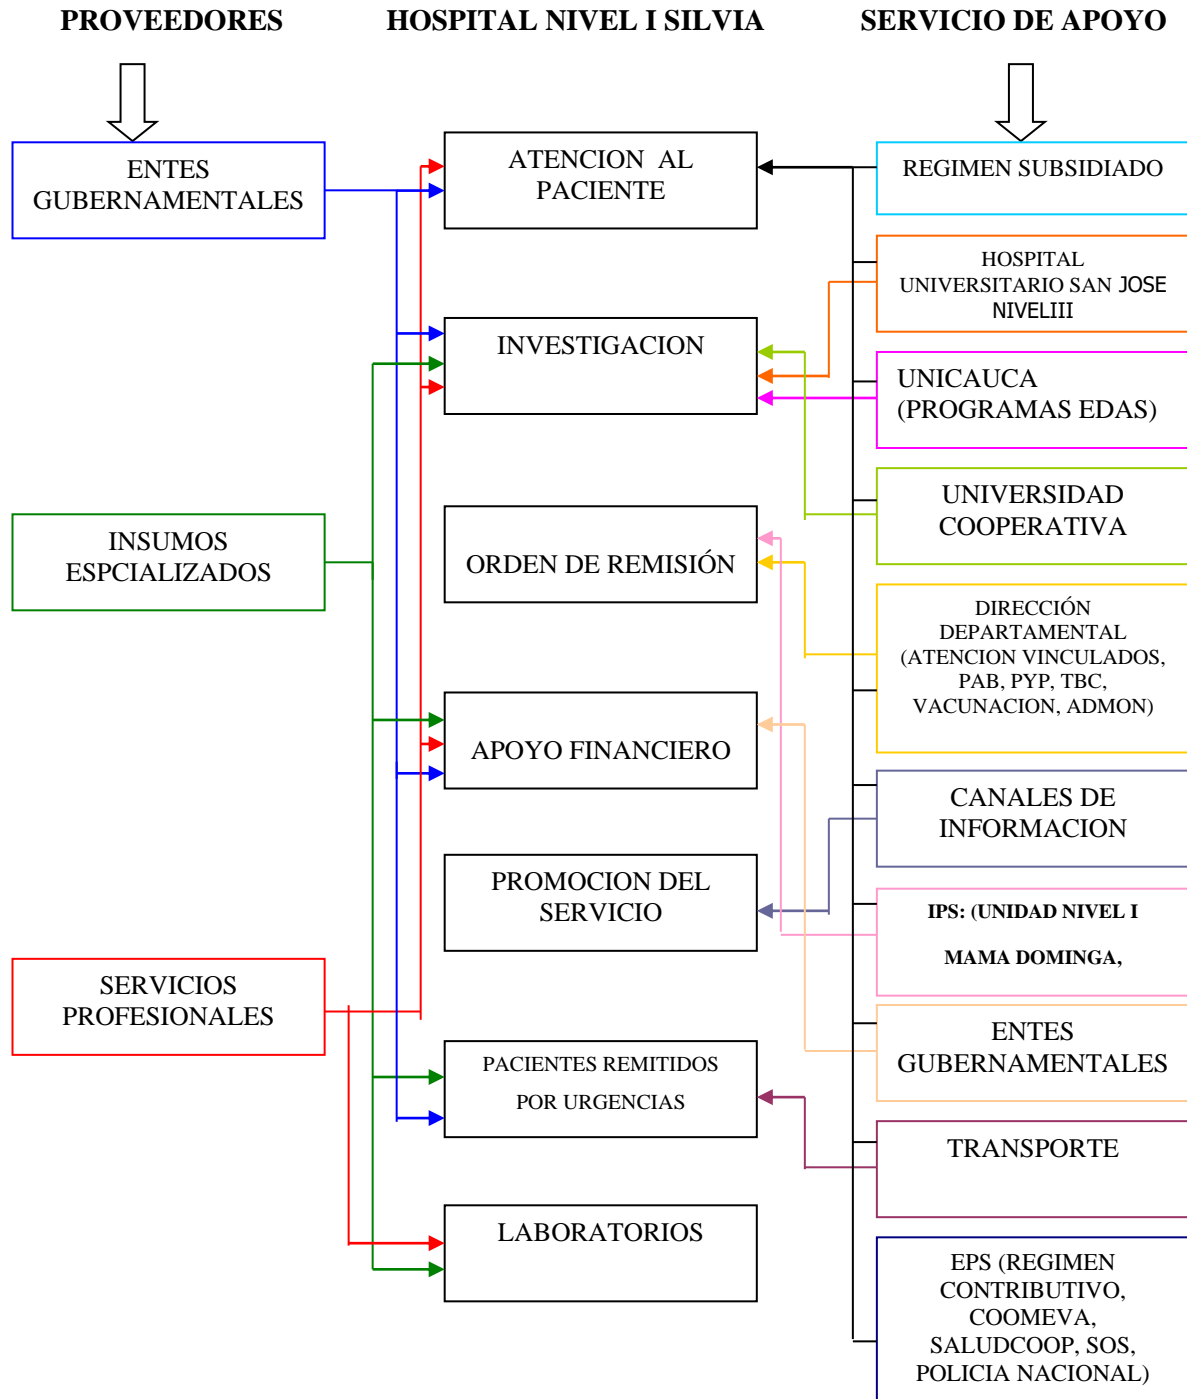 PROVEEDORES
HOSPITAL NIVEL I SILVIA
SERVICIO DE APOYO
ENTES
GUBERNAMENTALES
INSUMOS
ESPCIALIZADOS
SERVICIOS
PROFESIONALES
ATENCION AL
PACIENTE
INVESTIGACION
ORDEN DE REMISIÓN
APOYO FINANCIERO
PROMOCION DEL
SERVICIO
PACIENTES REMITIDOS
POR URGENCIAS
LABORATORIOS
REGIMEN SUBSIDIADO
HOSPITAL
UNIVERSITARIO SAN JOSE
NIVELIII
UNICAUCA
(PROGRAMAS EDAS)
UNIVERSIDAD
COOPERATIVA
DIRECCIÓN
DEPARTAMENTAL
(ATENCION VINCULADOS,
PAB, PYP, TBC,
VACUNACION, ADMON)
CANALES DE
INFORMACION
IPS: (UNIDAD NIVEL I
MAMA DOMINGA,
ENTES
GUBERNAMENTALES
TRANSPORTE
EPS (REGIMEN
CONTRIBUTIVO,
COOMEVA,
SALUDCOOP, SOS,
POLICIA NACIONAL)